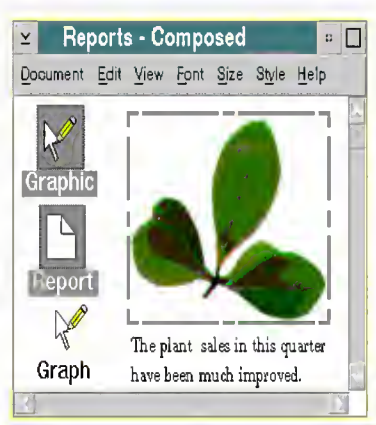 Reports - Composed
Document Edit View Font Size Style Help
Graphic
Report
Graph
The plant sales in this quarter
have been much improved.